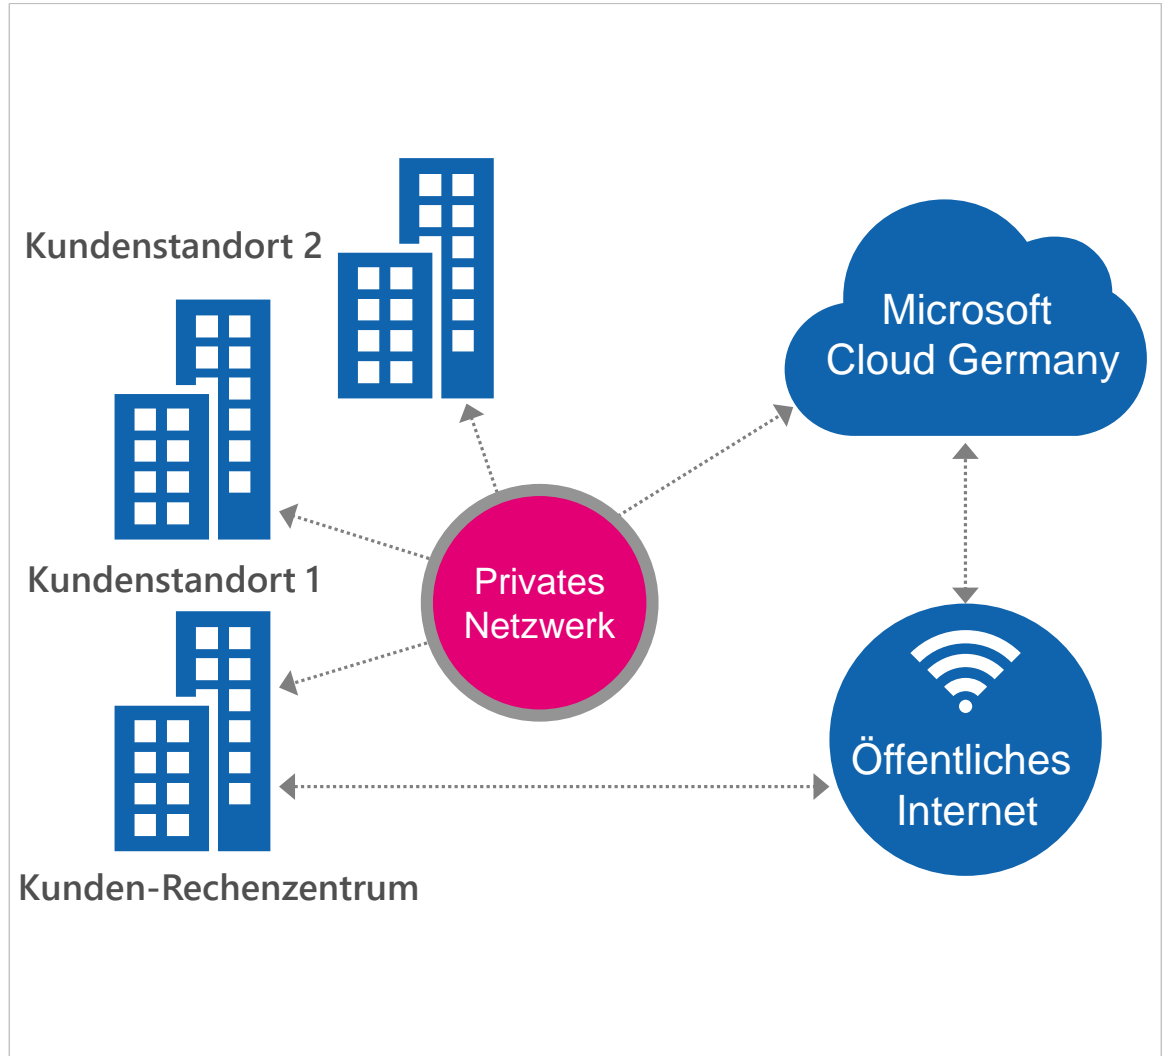 Kundenstandort 2
Microsoft
Cloud Germany
Kundenstandort 1
Privates
Netzwerk
Öffentliches
Internet
Kunden-Rechenzentrum